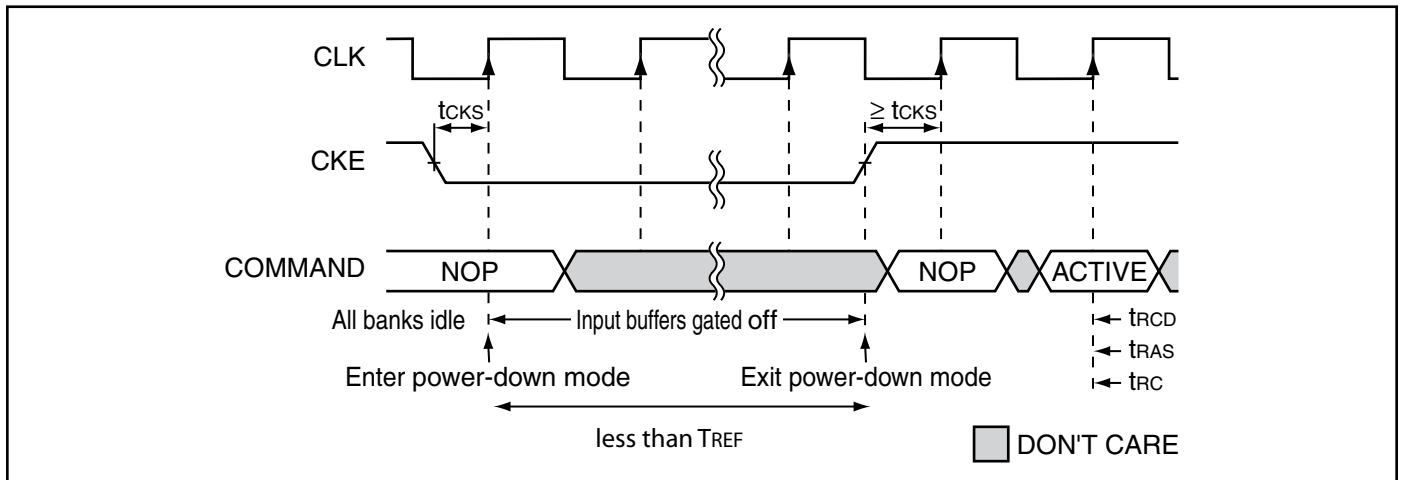 CLK
tCKS
≥ tCKS
CKE
COMMAND
NOP
NOP
ACTIVE
All banks idle
Input buffers gated off
tRCD
tRAS
tRC
Enter power-down mode
Exit power-down mode
less than TREF
DON'T CARE